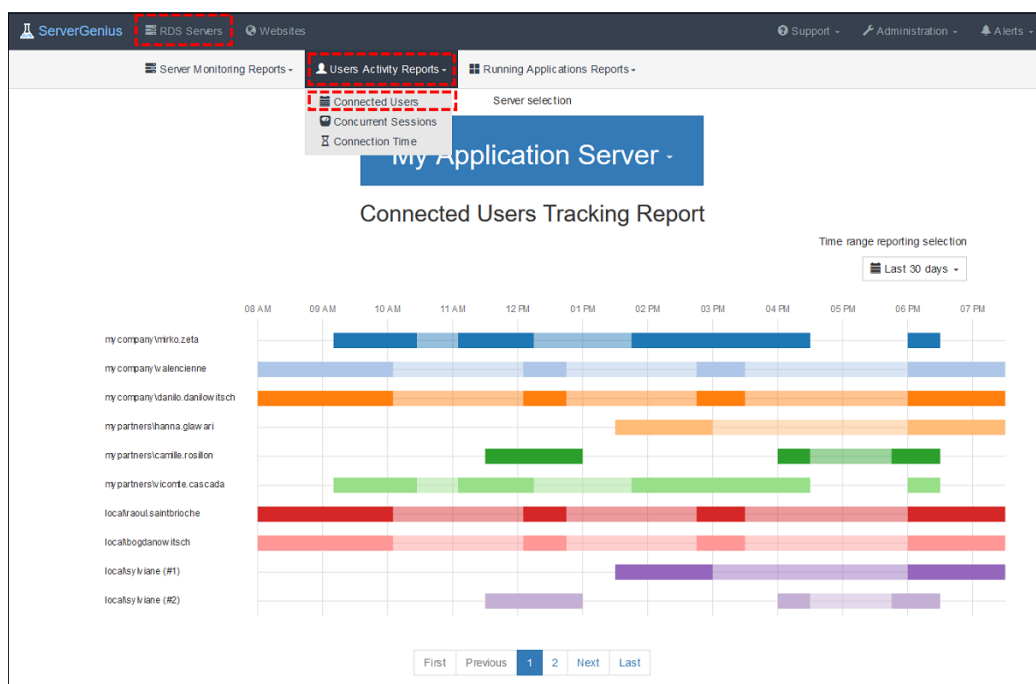 ServerGenius RDS Servers Websites Support Administration Alerts
Server Monitoring Reports Users Activity Reports Running Applications Reports
Connected Users
Concurrent Sessions
Connection Time
Server selection
My Application Server
Connected Users Tracking Report
Time range reporting selection
Last 30 days
08 AM 09 AM 10 AM 11 AM 12 PM 01 PM 02 PM 03 PM 04 PM 05 PM 06 PM 07 PM
mycompany\mirko.zeta
mycompany\valencienne
mycompany\danilo.danilowitsch
mypartners\hanna.glawari
mypartners\camille.rosillon
mypartners\vicomte.cascada
local\raoul.saintbrioche
local\bogdanowitsch
local\sylviane (#1)
local\sylviane (#2)
First Previous 1 2 Next Last